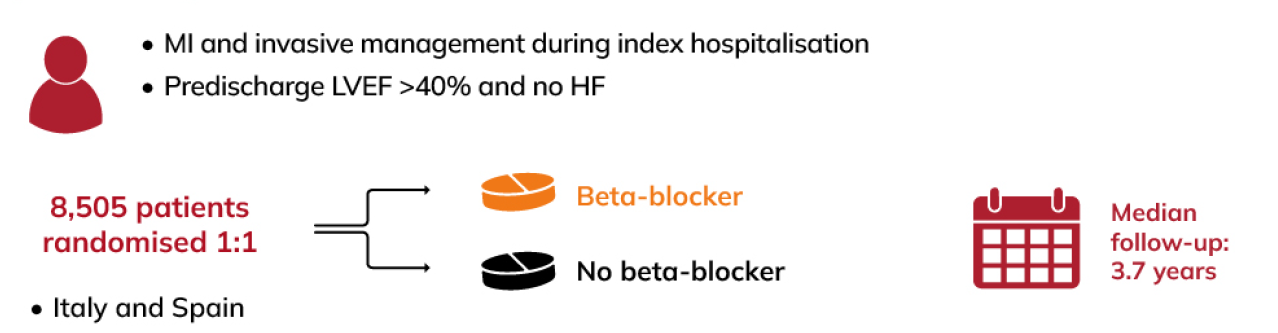 • MI and invasive management during index hospitalisation
• Predischarge LVEF >40% and no HF
8,505 patients
randomised 1:1
• Italy and Spain
Beta-blocker
No beta-blocker
Median
follow-up:
3.7 years